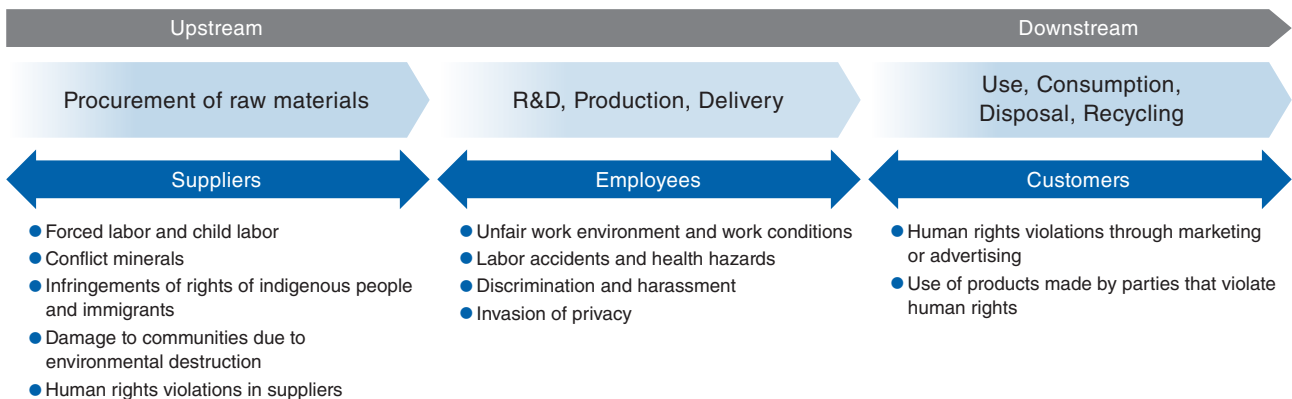 Upstream
Downstream
Procurement of raw materials
R&D, Production, Delivery
Use, Consumption,
Disposal, Recycling
Suppliers
Employees
Customers
● Forced labor and child labor
● Conflict minerals
● Infringements of rights of indigenous people
and immigrants
● Damage to communities due to
environmental destruction
● Human rights violations in suppliers
● Unfair work environment and work conditions
● Labor accidents and health hazards
● Discrimination and harassment
● Invasion of privacy
● Human rights violations through marketing
or advertising
● Use of products made by parties that violate
human rights